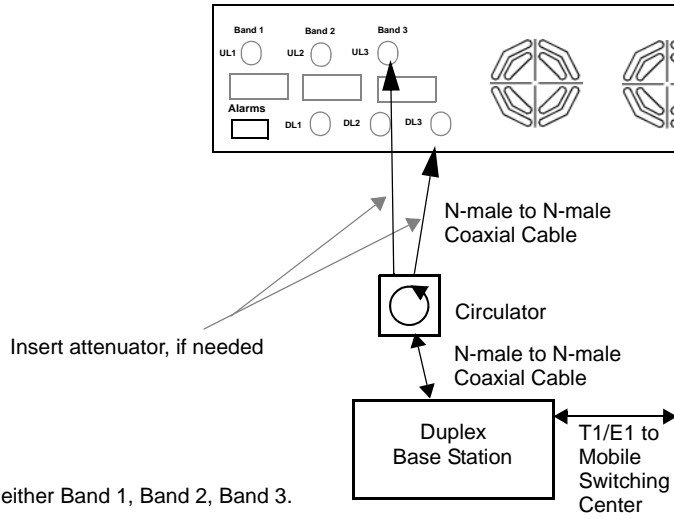 Band 1 Band 2 Band 3
UL1 UL2 UL3
Alarms
DL1 DL2 DL3
N-male to N-male
Coaxial Cable
Circulator
Insert attenuator, if needed
N-male to N-male
Coaxial Cable
Duplex
Base Station
T1/E1 to
Mobile
Switching
Center
either Band 1, Band 2, Band 3.